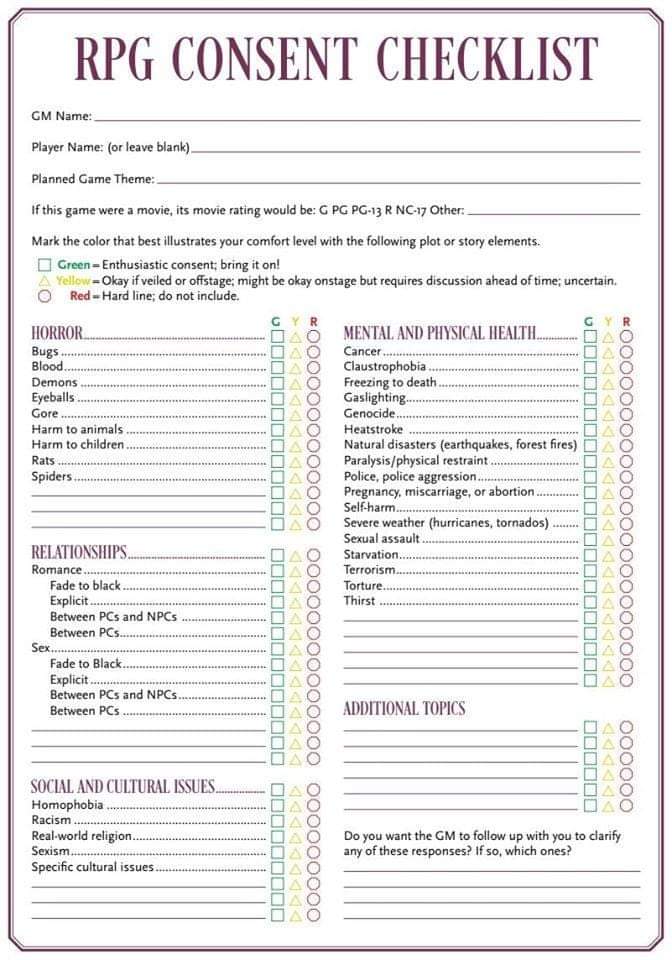 RPG CONSENT CHECKLIST
GM Name:
Player Name: (or leave blank)
Planned Game Theme:
If this game were a movie, its movie rating would be: G PG PG-13 R NC-17 Other:
Mark the color that best illustrates your comfort level with the following plot or story elements.
Green = Enthusiastic consent; bring it on!
Yellow = Okay if veiled or offstage; might be okay onstage but requires discussion ahead of time; uncertain.
Red = Hard line; do not include.
G Y R
HORROR
Bugs
Blood
Demons
Eyeballs
Gore
Harm to animals
Harm to children
Rats
Spiders
RELATIONSHIPS
Romance
Fade to black
Explicit
Between PCs and NPCs
Between PCs
Sex
Fade to Black
Explicit
Between PCs and NPCs
Between PCs
SOCIAL AND CULTURAL ISSUES
Homophobia
Racism
Real-world religion
Sexism
Specific cultural issues
G Y R
MENTAL AND PHYSICAL HEALTH
Cancer
Claustrophobia
Freezing to death
Gaslighting
Genocide
Heatstroke
Natural disasters (earthquakes, forest fires)
Paralysis/physical restraint
Police, police aggression
Pregnancy, miscarriage, or abortion
Self-harm
Severe weather (hurricanes, tornados)
Sexual assault
Starvation
Terrorism
Torture
Thirst
ADDITIONAL TOPICS
Do you want the GM to follow up with you to clarify
any of these responses? If so, which ones?